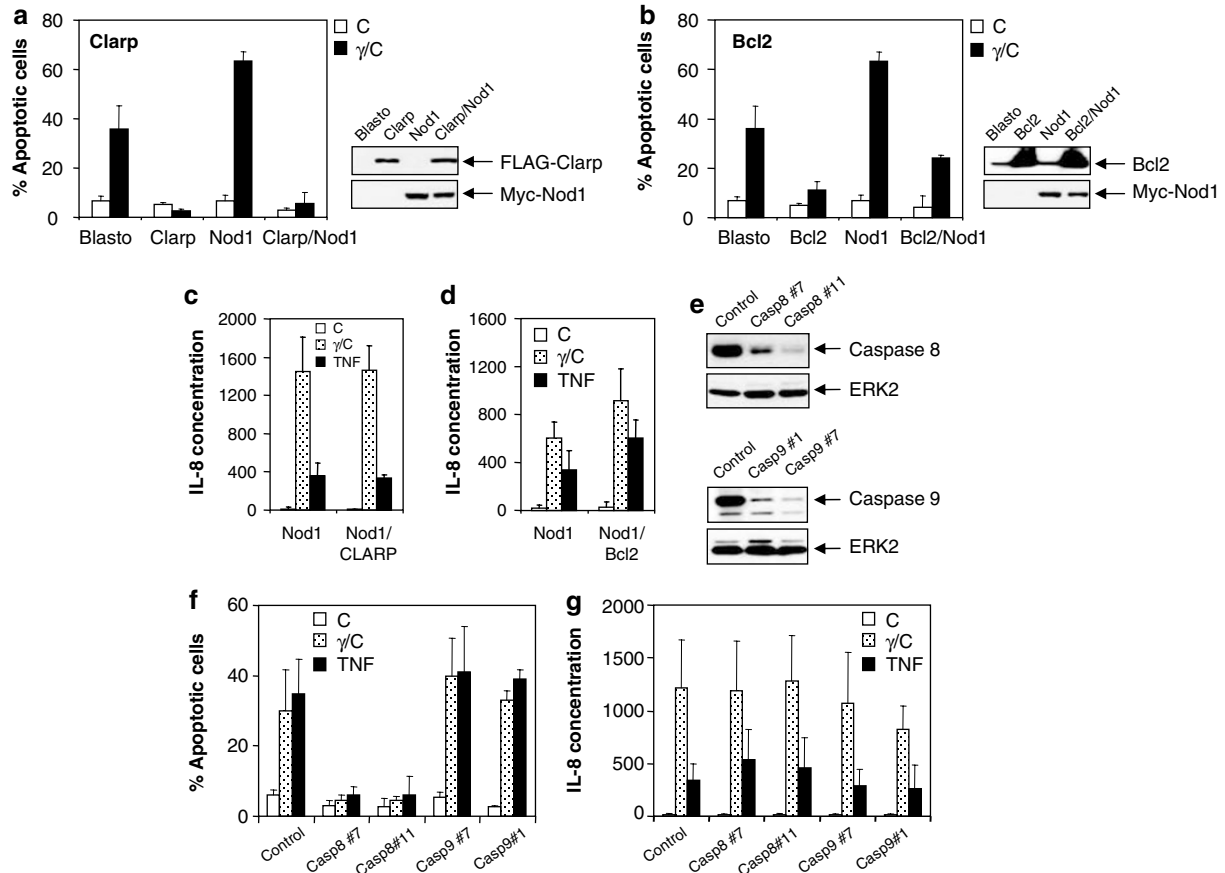 a
% Apoptotic cells
80
60
40
20
0
Clarp
C
γ/C
Blasto Clarp Nod1 Clarp/Nod1
Blasto Clarp Nod1 Clarp/Nod1
FLAG-Clarp
Myc-Nod1
b
% Apoptotic cells
80
60
40
20
0
Bcl2
C
γ/C
Blasto Bcl2 Nod1 Bcl2/Nod1
Blasto Bcl2 Nod1 Bcl2/Nod1
Bcl2
Myc-Nod1
c
IL-8 concentration
2000
1600
1200
800
400
0
C
γ/C
TNF
Nod1 Nod1/
CLARP
d
IL-8 concentration
1600
1200
800
400
0
C
γ/C
TNF
Nod1 Nod1/
Bcl2
e
Control Casp8 #7 Casp8 #11
Caspase 8
ERK2
Control Casp9 #1 Casp9 #7
Caspase 9
ERK2
f
% Apoptotic cells
60
40
20
0
C
γ/C
TNF
Control Casp8 #7 Casp8#11 Casp9 #7 Casp9#1
g
IL-8 concentration
2000
1500
1000
500
0
C
γ/C
TNF
Control Casp8 #7 Casp8#11 Casp9 #7 Casp9#1